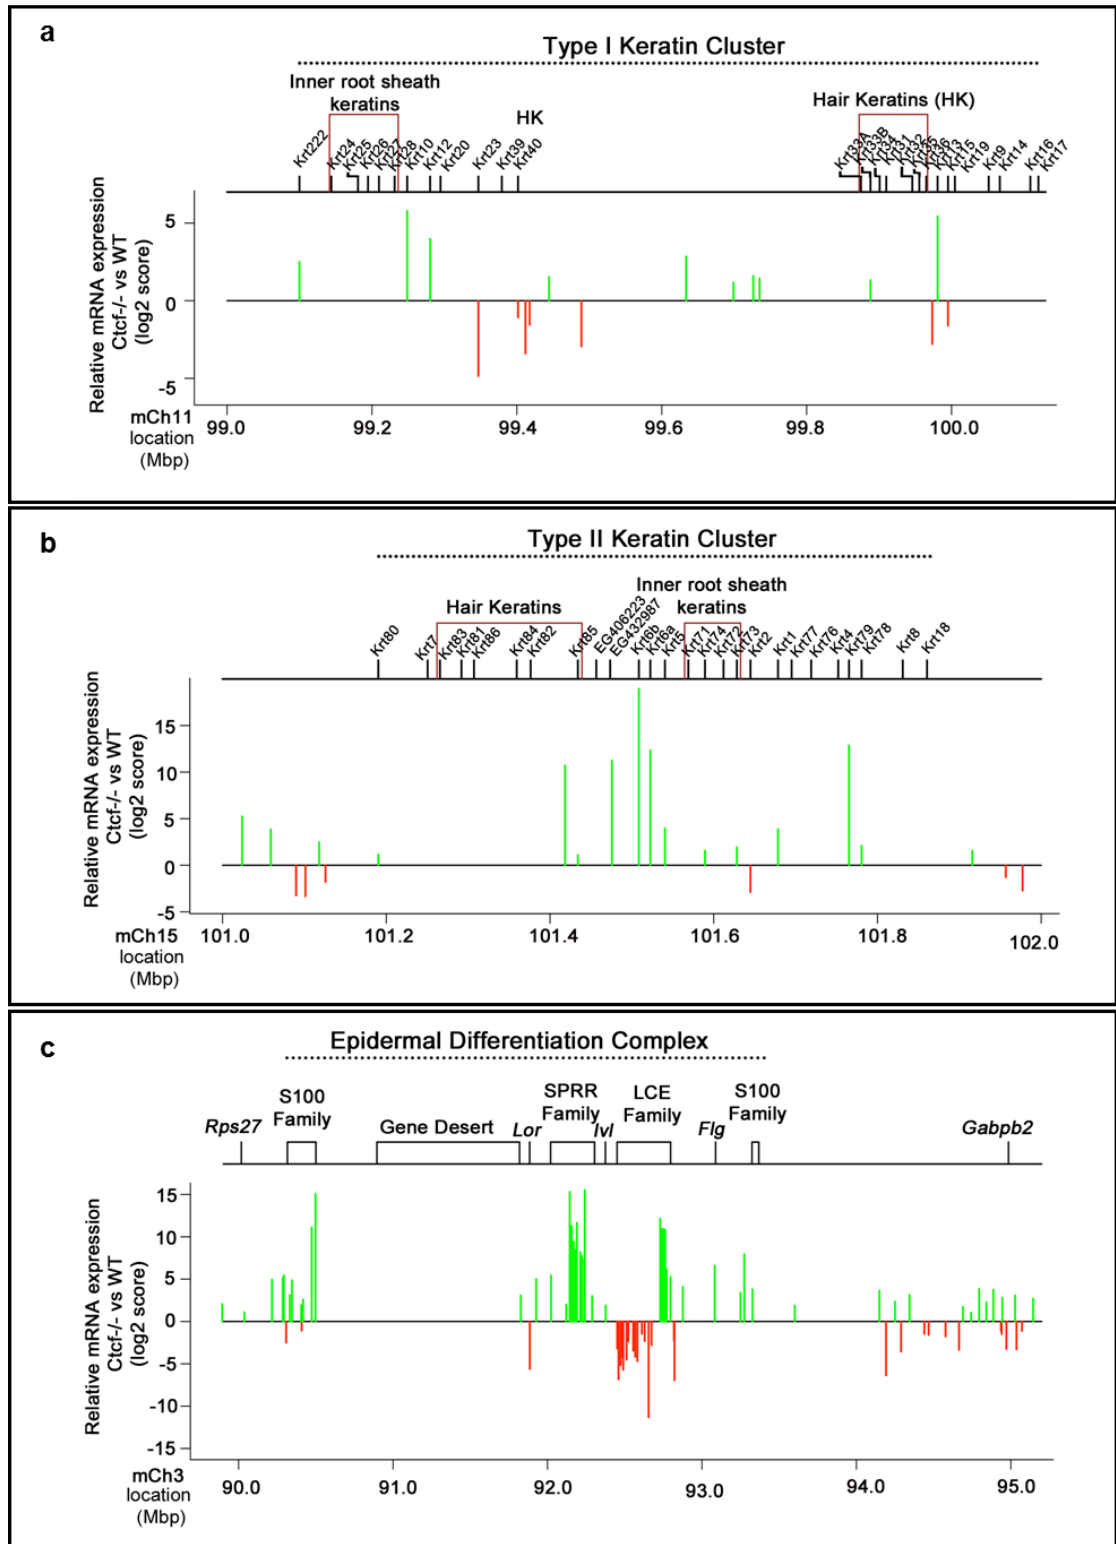 a
Type I Keratin Cluster
Inner root sheath
keratins
HK
Hair Keratins (HK)
Krt222
Krt24
Krt25
Krt26
Krt27
Krt28
Krt10
Krt12
Krt20
Krt23
Krt39
Krt40
Krt33A
Krt33B
Krt34
Krt31
Krt32
Krt35
Krt36
Krt13
Krt15
Krt19
Krt9
Krt14
Krt16
Krt17
Relative mRNA expression
Ctcf-/- vs WT
(log2 score)
5
0
-5
mCh11
location
(Mbp)
99.0 99.2 99.4 99.6 99.8 100.0
b
Type II Keratin Cluster
Hair Keratins
Inner root sheath
keratins
Krt80
Krt7
Krt83
Krt81
Krt86
Krt84
Krt82
Krt85
EG406223
EG432987
Krt6b
Krt6a
Krt5
Krt71
Krt74
Krt72
Krt73
Krt2
Krt1
Krt77
Krt76
Krt4
Krt79
Krt78
Krt8
Krt18
Relative mRNA expression
Ctcf-/- vs WT
(log2 score)
15
10
5
0
-5
mCh15
location
(Mbp)
101.0 101.2 101.4 101.6 101.8 102.0
c
Epidermal Differentiation Complex
Rps27
S100
Family
Gene Desert
Lor
SPRR
Family
Ivl
LCE
Family
Flg
S100
Family
Gabpb2
Relative mRNA expression
Ctcf-/- vs WT
(log2 score)
15
10
5
0
-5
-10
-15
mCh3
location
(Mbp)
90.0 91.0 92.0 93.0 94.0 95.0